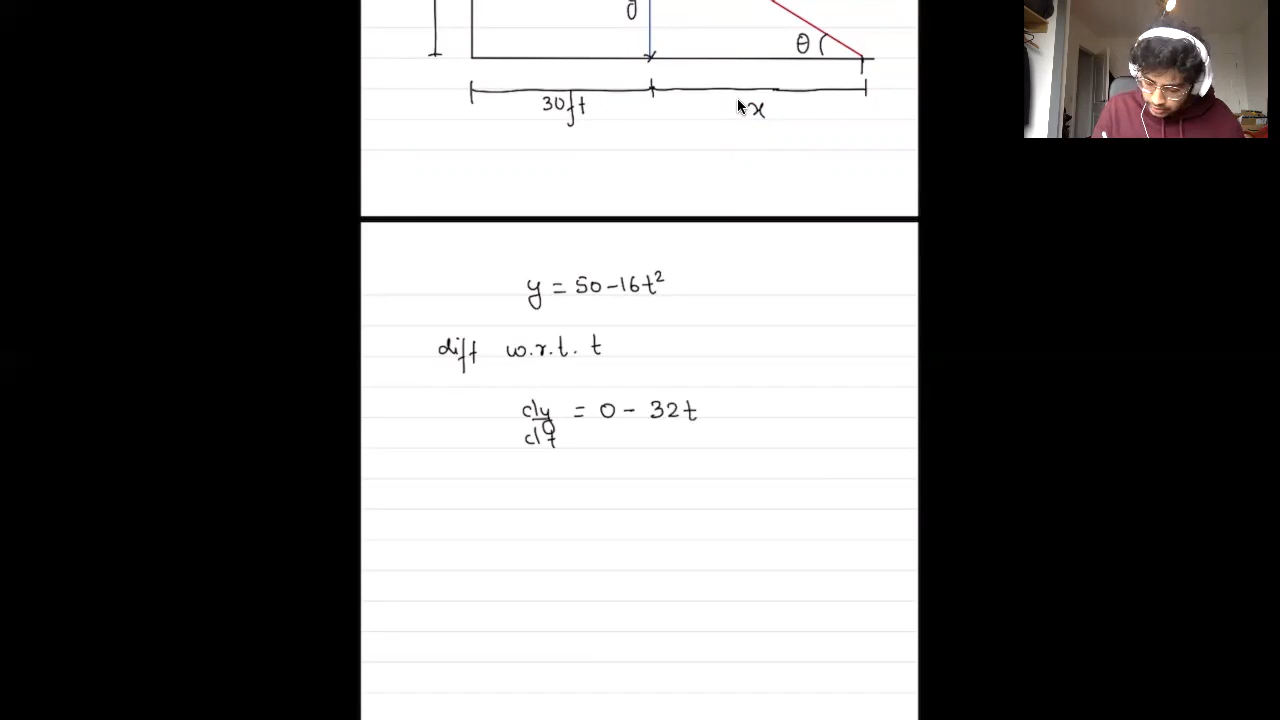 y
θ
30ft
x
y = 50 - 16t²
diff w.r.t. t
dy/dt = 0 - 32t